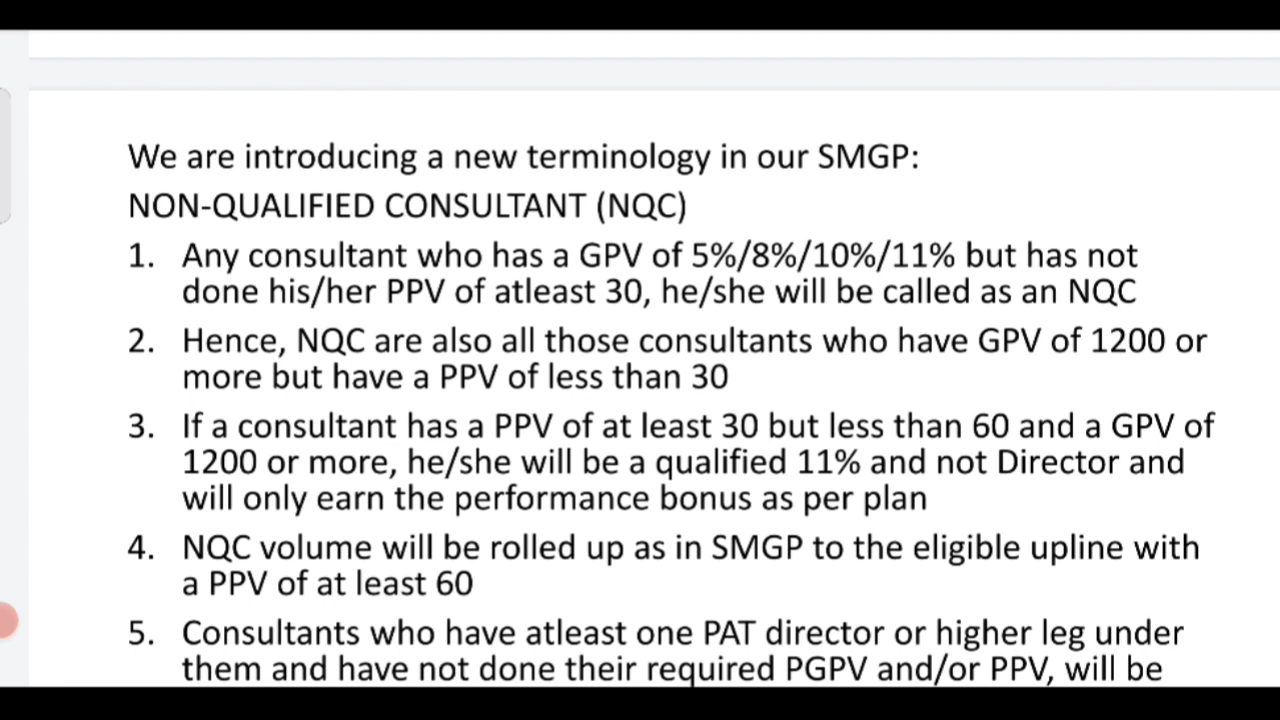 We are introducing a new terminology in our SMGP:
NON-QUALIFIED CONSULTANT (NQC)
1. Any consultant who has a GPV of 5%/8%/10%/11% but has not
done his/her PPV of atleast 30, he/she will be called as an NQC
2. Hence, NQC are also all those consultants who have GPV of 1200 or
more but have a PPV of less than 30
3. If a consultant has a PPV of at least 30 but less than 60 and a GPV of
1200 or more, he/she will be a qualified 11% and not Director and
will only earn the performance bonus as per plan
4. NQC volume will be rolled up as in SMGP to the eligible upline with
a PPV of at least 60
5. Consultants who have atleast one PAT director or higher leg under
them and have not done their required PGPV and/or PPV, will be